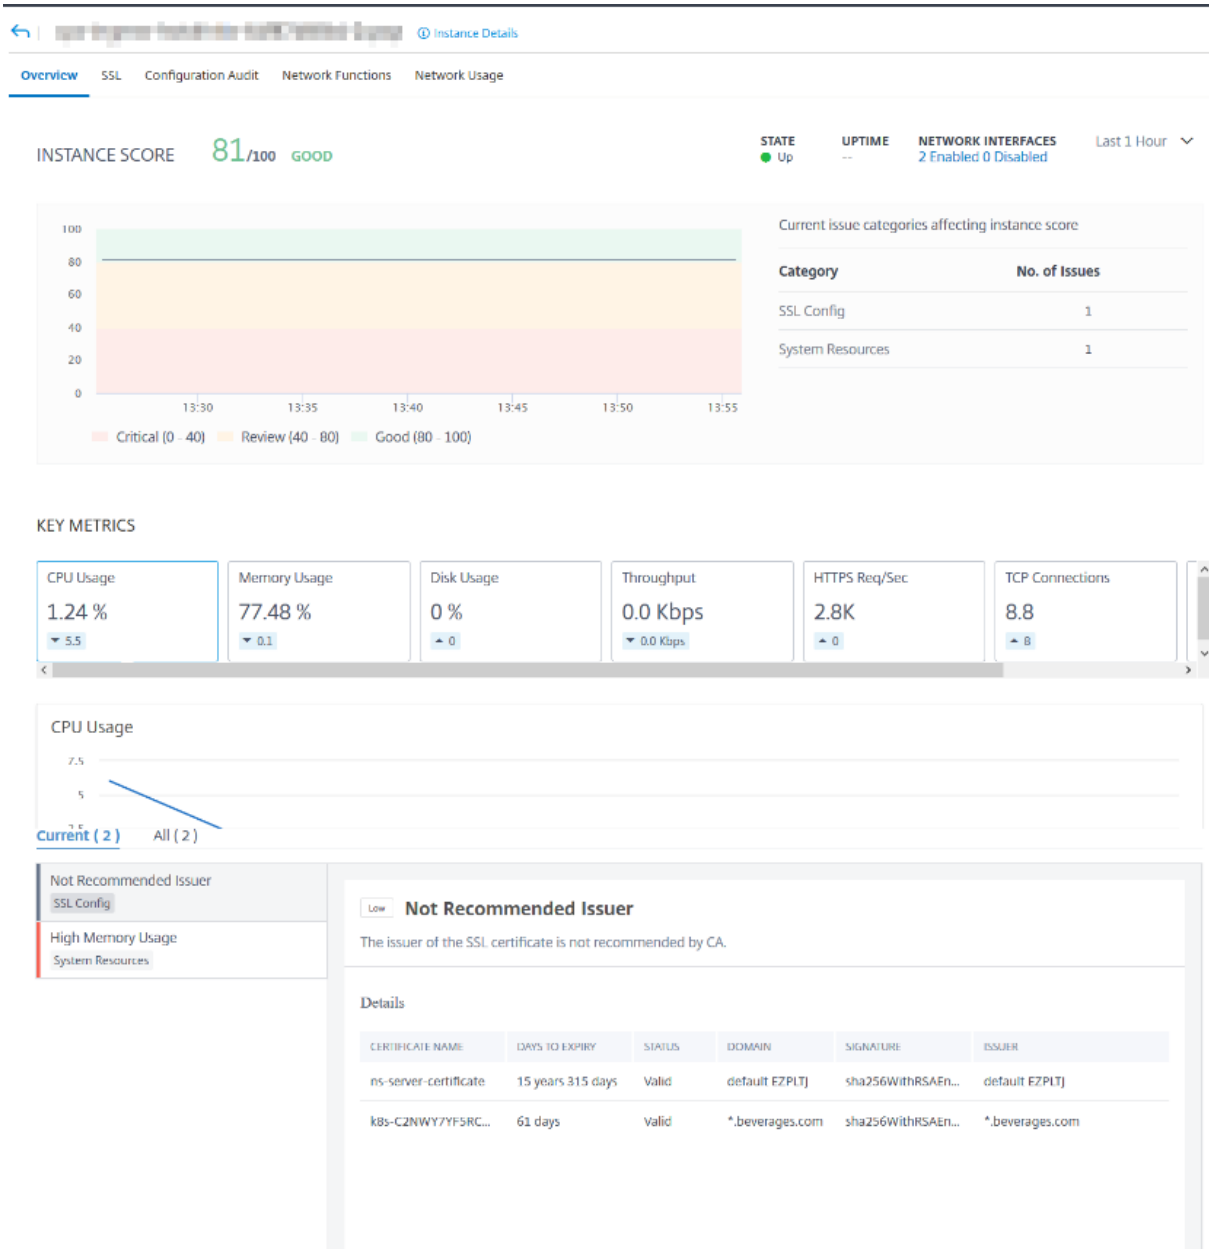 Instance Details
Overview SSL Configuration Audit Network Functions Network Usage
INSTANCE SCORE 81/100 GOOD
STATE UPTIME NETWORK INTERFACES Last 1 Hour
Up -- 2 Enabled 0 Disabled
Current issue categories affecting instance score
Category No. of Issues
SSL Config 1
System Resources 1
100
80
60
40
20
0
13:30 13:35 13:40 13:45 13:50 13:55
Critical (0 - 40) Review (40 - 80) Good (80 - 100)
KEY METRICS
CPU Usage Memory Usage Disk Usage Throughput HTTPS Req/Sec TCP Connections
1.24 % 77.48 % 0 % 0.0 Kbps 2.8K 8.8
5.5 0.1 0 0.0 Kbps 0 8
CPU Usage
7.5
5
Current ( 2 ) All ( 2 )
Not Recommended Issuer
SSL Config
High Memory Usage
System Resources
Low Not Recommended Issuer
The issuer of the SSL certificate is not recommended by CA.
Details
CERTIFICATE NAME DAYS TO EXPIRY STATUS DOMAIN SIGNATURE ISSUER
ns-server-certificate 15 years 315 days Valid default EZPLTJ sha256WithRSAEn... default EZPLTJ
k8s-C2NWY7YF5RC... 61 days Valid *.beverages.com sha256WithRSAEn... *.beverages.com